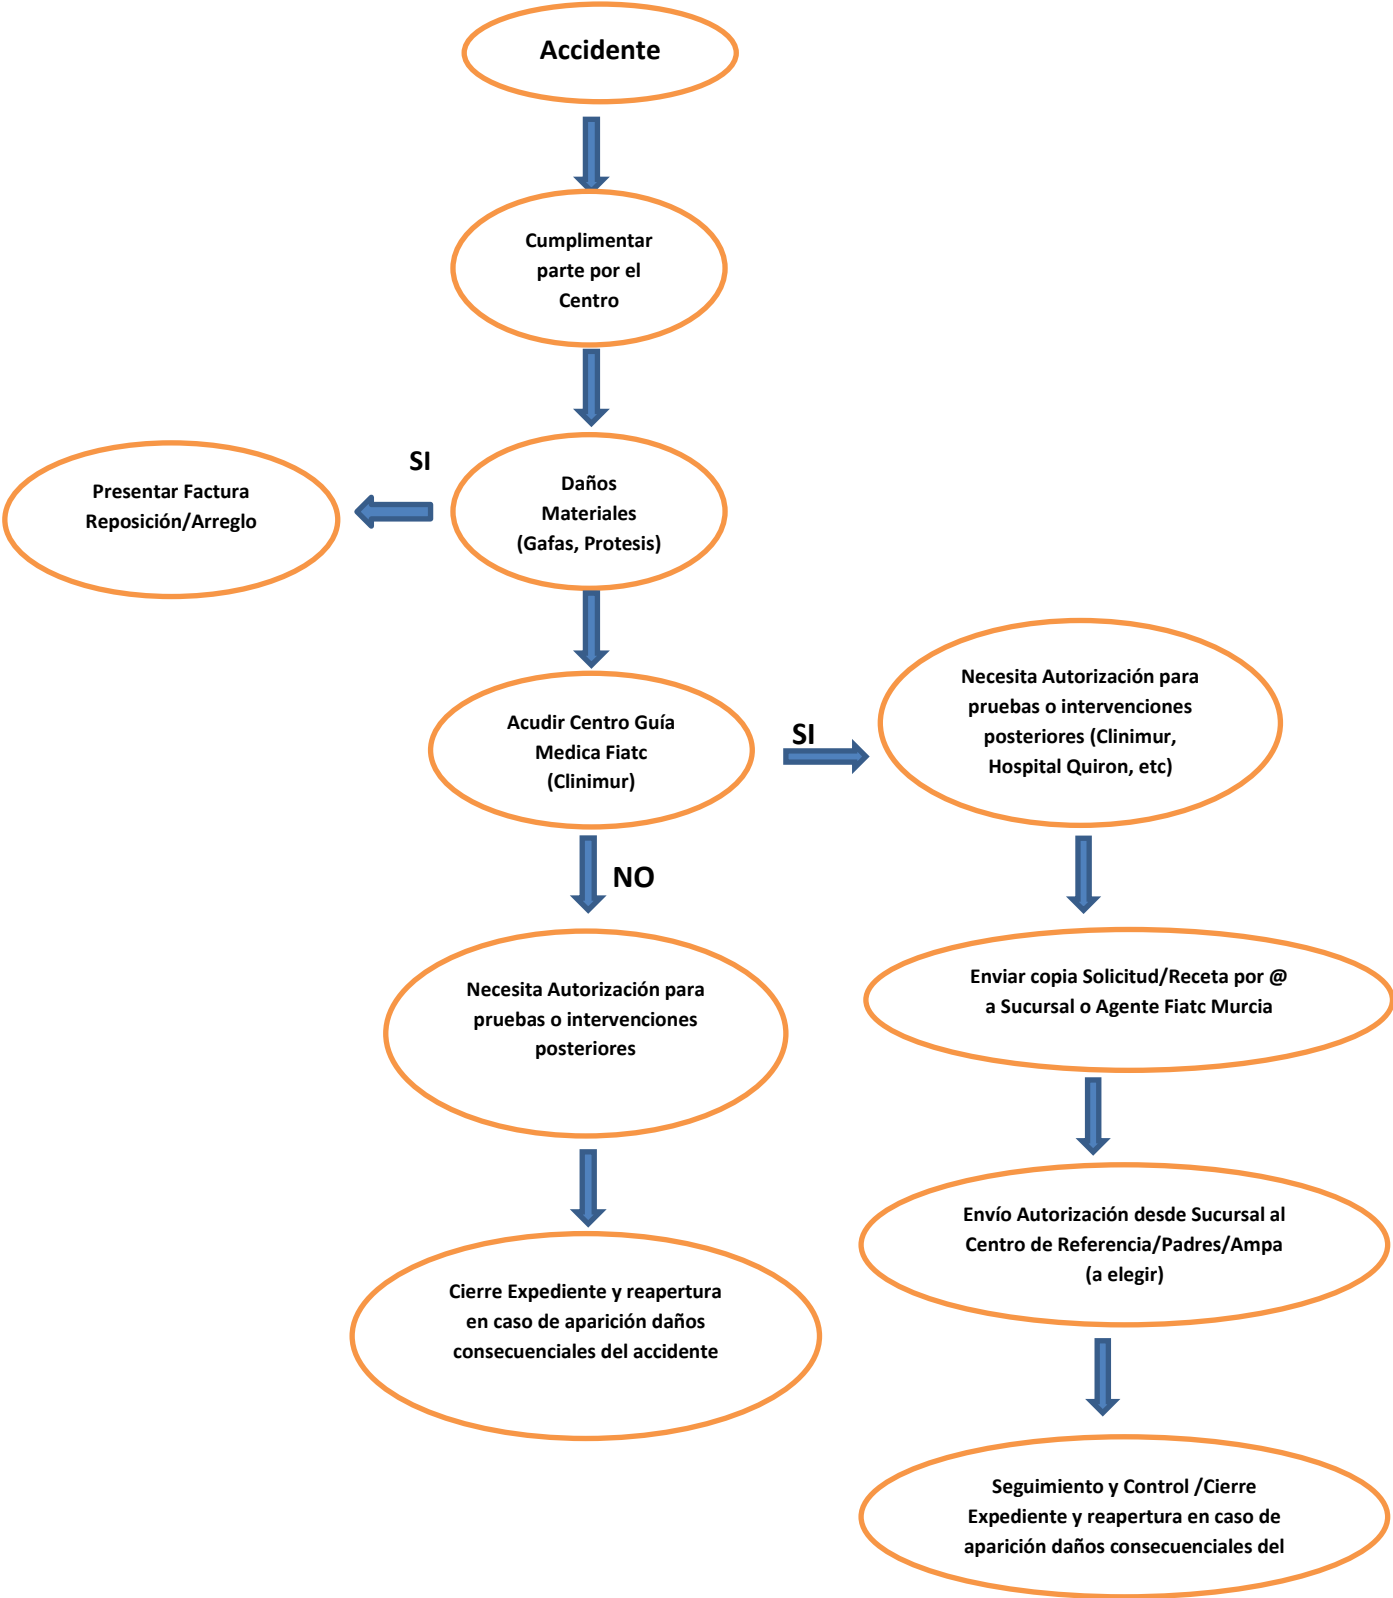 Accidente
Cumplimentar
parte por el
Centro
SI
Presentar Factura
Reposición/Arreglo
Daños
Materiales
(Gafas, Protesis)
Acudir Centro Guía
Medica Fiatc
(Clinimur)
SI
Necesita Autorización para
pruebas o intervenciones
posteriores (Clinimur,
Hospital Quiron, etc)
NO
Necesita Autorización para
pruebas o intervenciones
posteriores
Enviar copia Solicitud/Receta por @
a Sucursal o Agente Fiatc Murcia
Envío Autorización desde Sucursal al
Centro de Referencia/Padres/Ampa
(a elegir)
Cierre Expediente y reapertura
en caso de aparición daños
consecuenciales del accidente
Seguimiento y Control /Cierre
Expediente y reapertura en caso de
aparición daños consecuenciales del